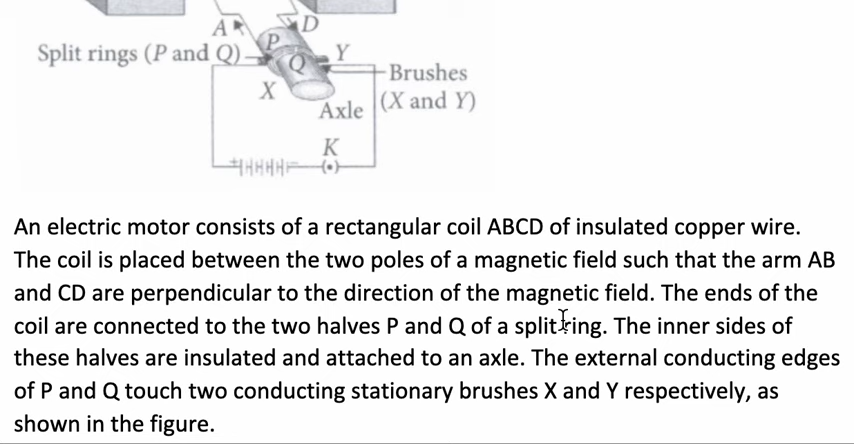 A D
P
Split rings (P and Q) Q Y
Brushes
X (X and Y)
Axle
K
An electric motor consists of a rectangular coil ABCD of insulated copper wire.
The coil is placed between the two poles of a magnetic field such that the arm AB
and CD are perpendicular to the direction of the magnetic field. The ends of the
coil are connected to the two halves P and Q of a split ring. The inner sides of
these halves are insulated and attached to an axle. The external conducting edges
of P and Q touch two conducting stationary brushes X and Y respectively, as
shown in the figure.